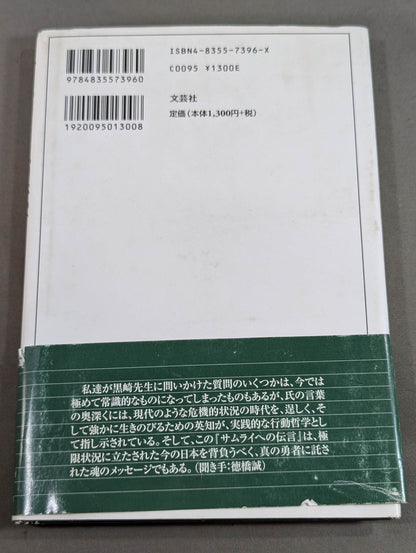 ISBN4-8355-7396-X
C0095 ¥1300E
9784835573960
文芸社
定価(本体1,300円+税)
1920095013008
私達が黒崎先生に問いかけた質問のいくつかは、今では
極めて常識的なものになってしまったものもあるが、氏の言葉
の奥深くには、現代のような危機的状況の時代を、逞しく、そ
して強かに生きのびるための英知が、実践的な行動哲学とし
て指示されている。そして、この「サムライへの伝言」は、極
限状況に立たされた今の日本を背負うべく、真の勇者に託さ
れた魂のメッセージでもある。(聞き手:徳橋誠)